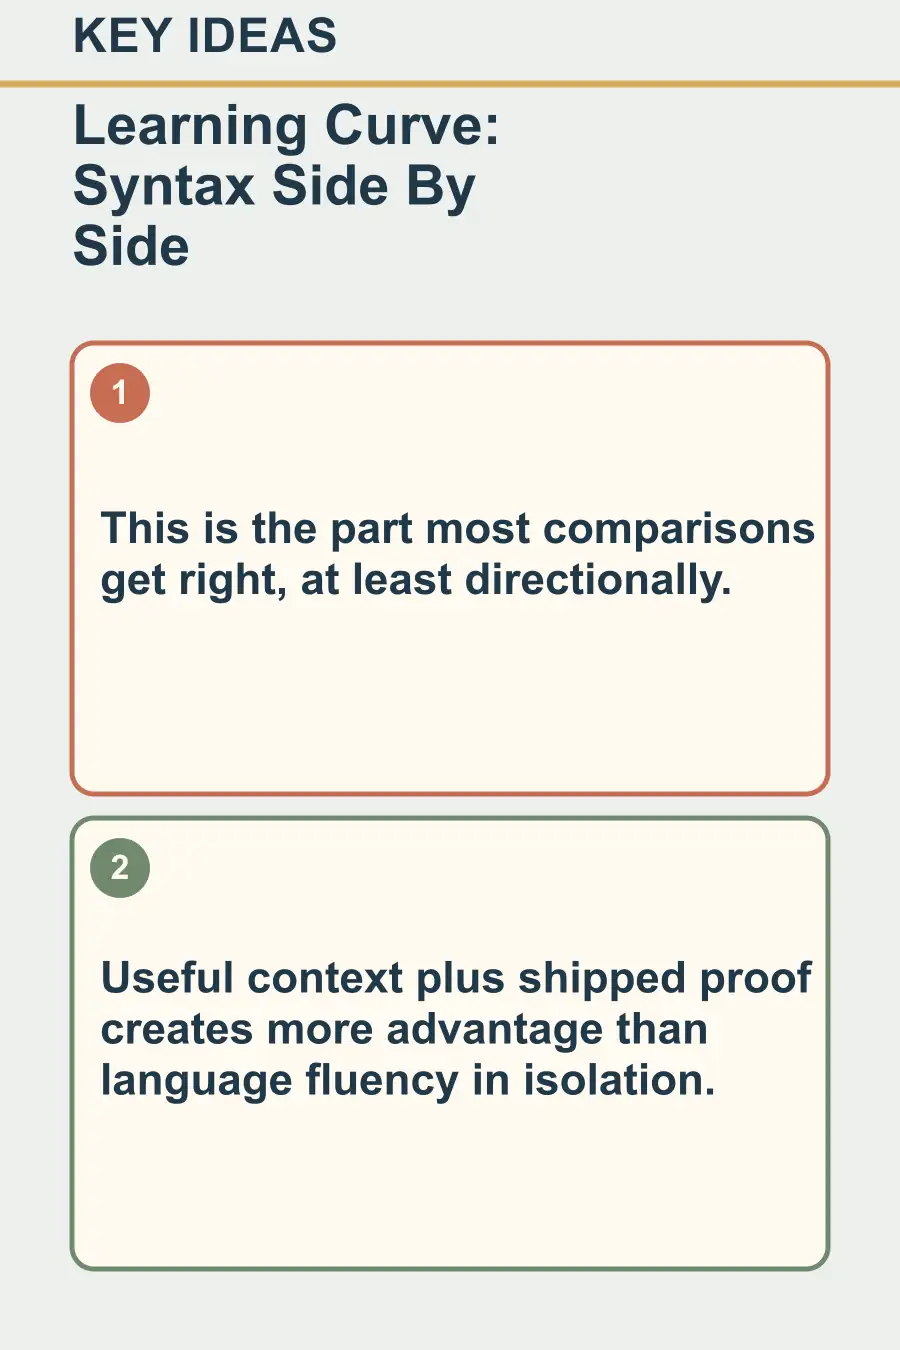 KEY IDEAS
Learning Curve:
Syntax Side By
Side
1
This is the part most comparisons
get right, at least directionally.
2
Useful context plus shipped proof
creates more advantage than
language fluency in isolation.